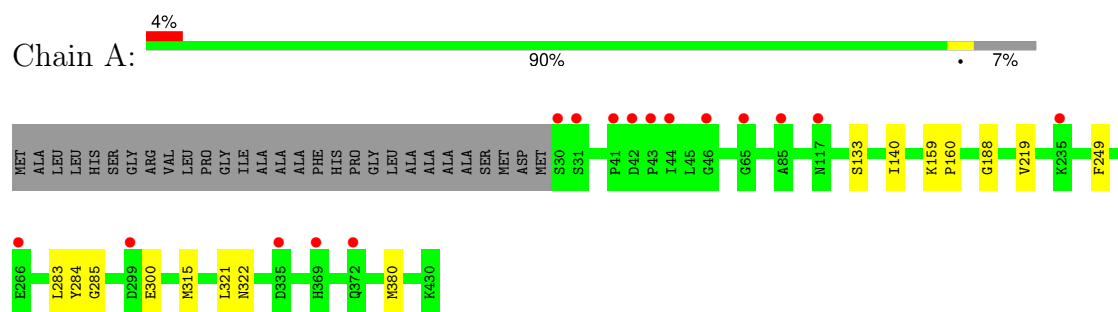 4%
Chain A:
90%
•
7%
MET ALA LEU LEU HIS SER GLY ARG VAL LEU PRO GLY ILE ALA ALA ALA PHE HIS PRO GLY LEU ALA ALA ALA ALA SER MET ASP MET S30 S31 P41 D42 P43 I44 L45 G46 G65 A85 N117 S133 I140 K159 P160 G188 V219 K235 F249
E266 L283 Y284 G285 D299 E300 M315 L321 N322 D335 H369 Q372 M380 K430